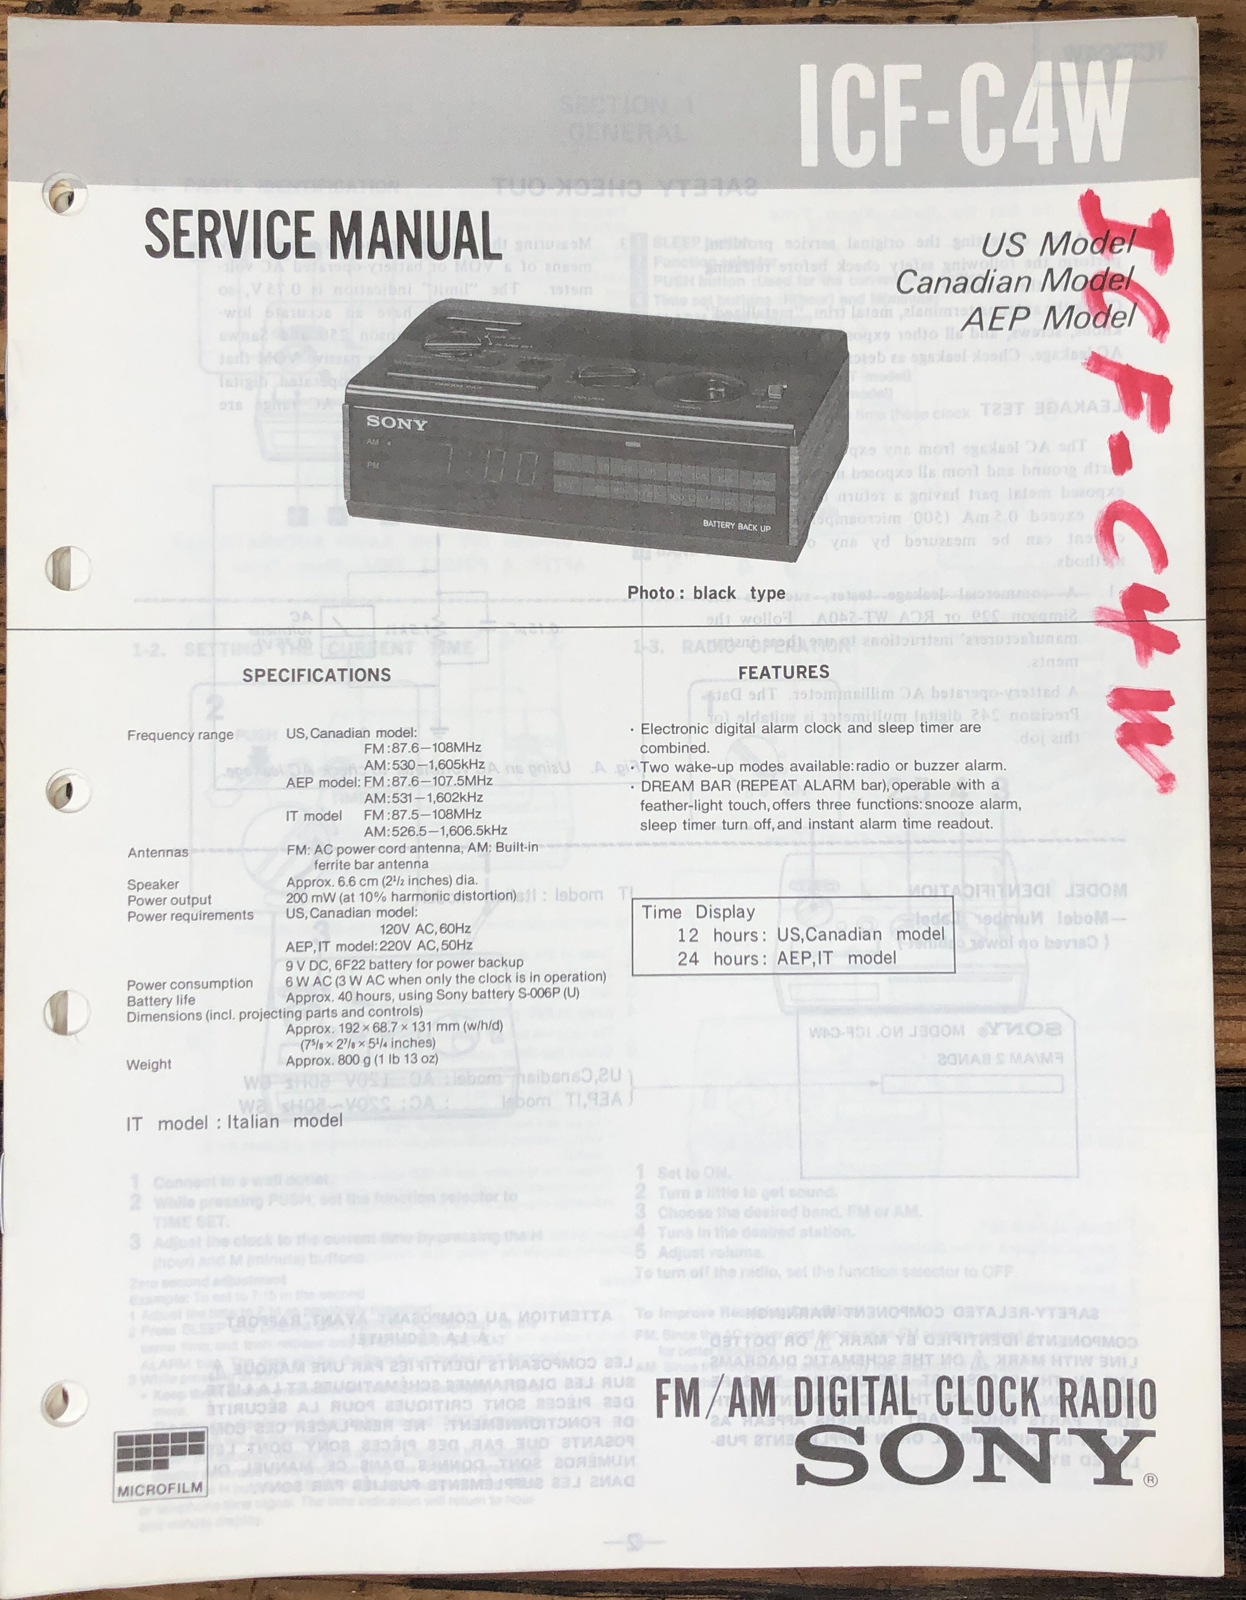 ICF-C4W
SERVICE MANUAL
US Model
Canadian Model
AEP Model
ICF-C4W
SONY
AM
PM
7:00
BATTERY BACK UP
Photo : black type
SPECIFICATIONS
Frequency range US, Canadian model:
FM : 87.6–108MHz
AM : 530–1,605kHz
AEP model: FM : 87.6–107.5MHz
AM : 531–1,602kHz
IT model FM : 87.5–108MHz
AM : 526.5–1,606.5kHz
Antennas FM: AC power cord antenna, AM: Built-in
ferrite bar antenna
Speaker Approx. 6.6 cm (2 1/2 inches) dia.
Power output 200 mW (at 10% harmonic distortion)
Power requirements US, Canadian model:
120V AC, 60Hz
AEP, IT model: 220V AC, 50Hz
9 V DC, 6F22 battery for power backup
Power consumption 6 W AC (3 W AC when only the clock is in operation)
Battery life Approx. 40 hours, using Sony battery S-006P (U)
Dimensions (incl. projecting parts and controls)
Approx. 192 × 68.7 × 131 mm (w/h/d)
(7 5/8 × 2 7/8 × 5 1/4 inches)
Weight Approx. 800 g (1 lb 13 oz)
IT model : Italian model
FEATURES
· Electronic digital alarm clock and sleep timer are
combined.
· Two wake-up modes available: radio or buzzer alarm.
· DREAM BAR (REPEAT ALARM bar), operable with a
feather-light touch, offers three functions: snooze alarm,
sleep timer turn off, and instant alarm time readout.
Time Display
12 hours : US, Canadian model
24 hours : AEP, IT model
FM/AM DIGITAL CLOCK RADIO
SONY®
MICROFILM